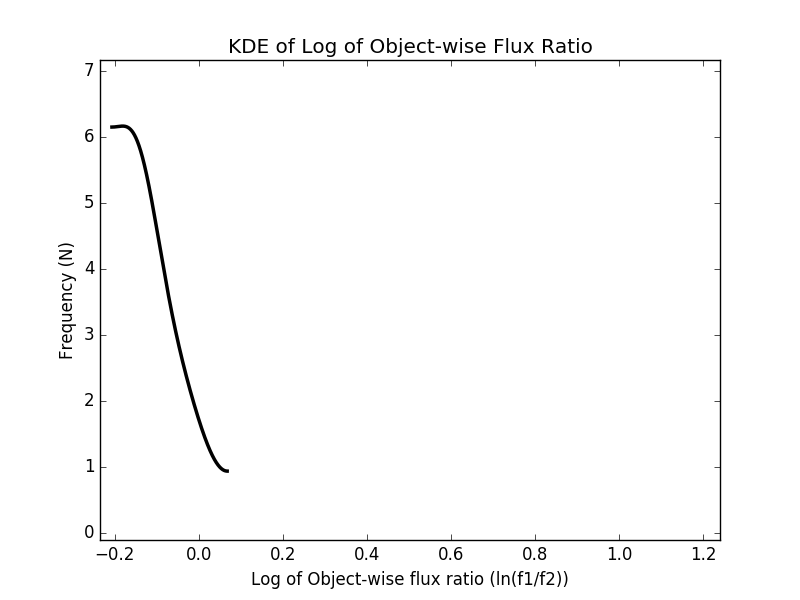 KDE of Log of Object-wise Flux Ratio
7
6
5
4
3
2
1
0
Frequency (N)
−0.2 0.0 0.2 0.4 0.6 0.8 1.0 1.2
Log of Object-wise flux ratio (ln(f1/f2))